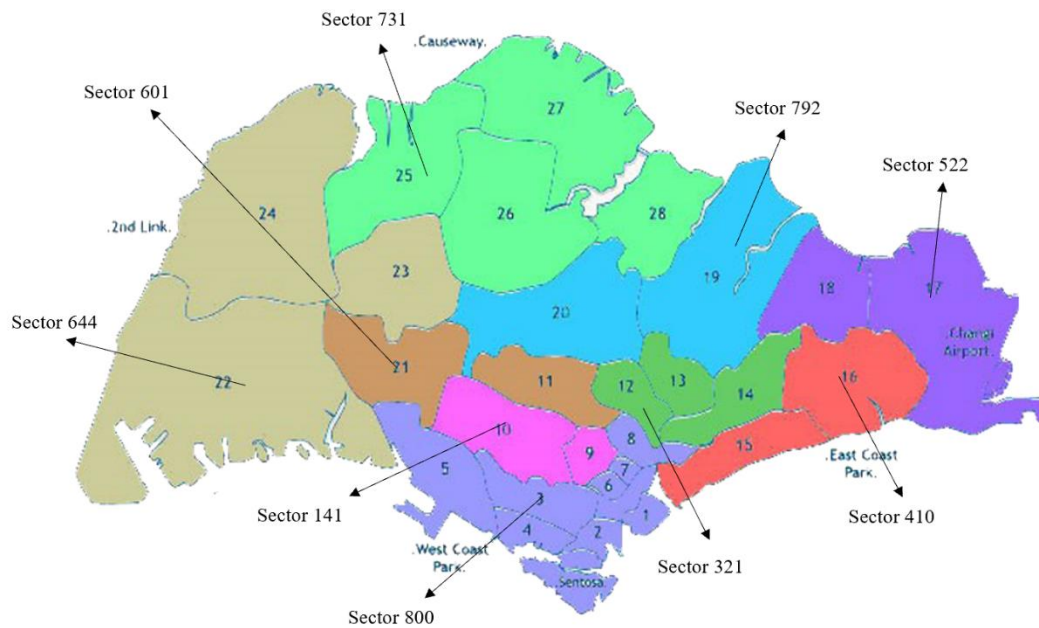 Sector 731
.Causeway.
Sector 601
27
Sector 792
25
Sector 522
24
26
28
.2nd Link.
23
19
18
17
20
Sector 644
.Changi
Airport.
21
22
11
12
13
14
16
10
9
8
15
.East Coast
Park.
5
7
6
3
1
Sector 141
4
2
Sector 410
.West Coast
Park.
Sector 321
.Sentosa.
Sector 800